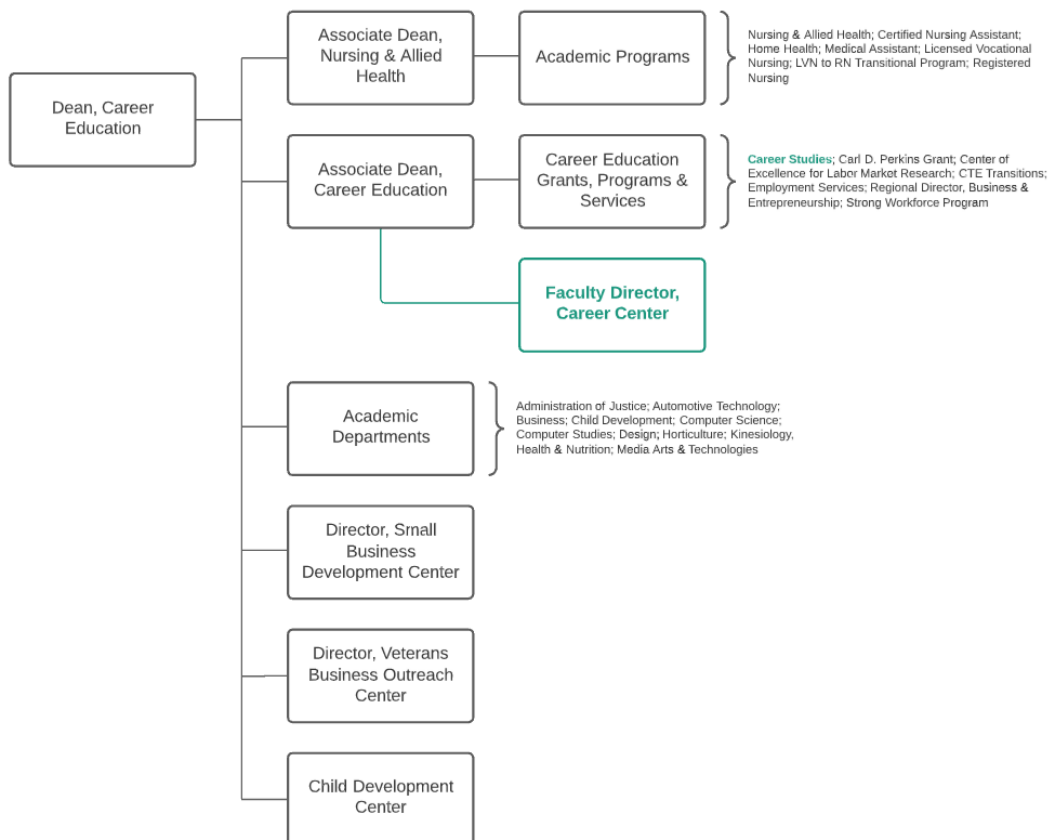 Dean, Career
Education
Associate Dean,
Nursing & Allied
Health
Academic Programs
Nursing & Allied Health; Certified Nursing Assistant;
Home Health; Medical Assistant; Licensed Vocational
Nursing; LVN to RN Transitional Program; Registered
Nursing
Associate Dean,
Career Education
Career Education
Grants, Programs &
Services
Career Studies; Carl D. Perkins Grant; Center of
Excellence for Labor Market Research; CTE Transitions;
Employment Services; Regional Director, Business &
Entrepreneurship; Strong Workforce Program
Faculty Director,
Career Center
Academic
Departments
Administration of Justice; Automotive Technology;
Business; Child Development; Computer Science;
Computer Studies; Design; Horticulture; Kinesiology,
Health & Nutrition; Media Arts & Technologies
Director, Small
Business
Development Center
Director, Veterans
Business Outreach
Center
Child Development
Center